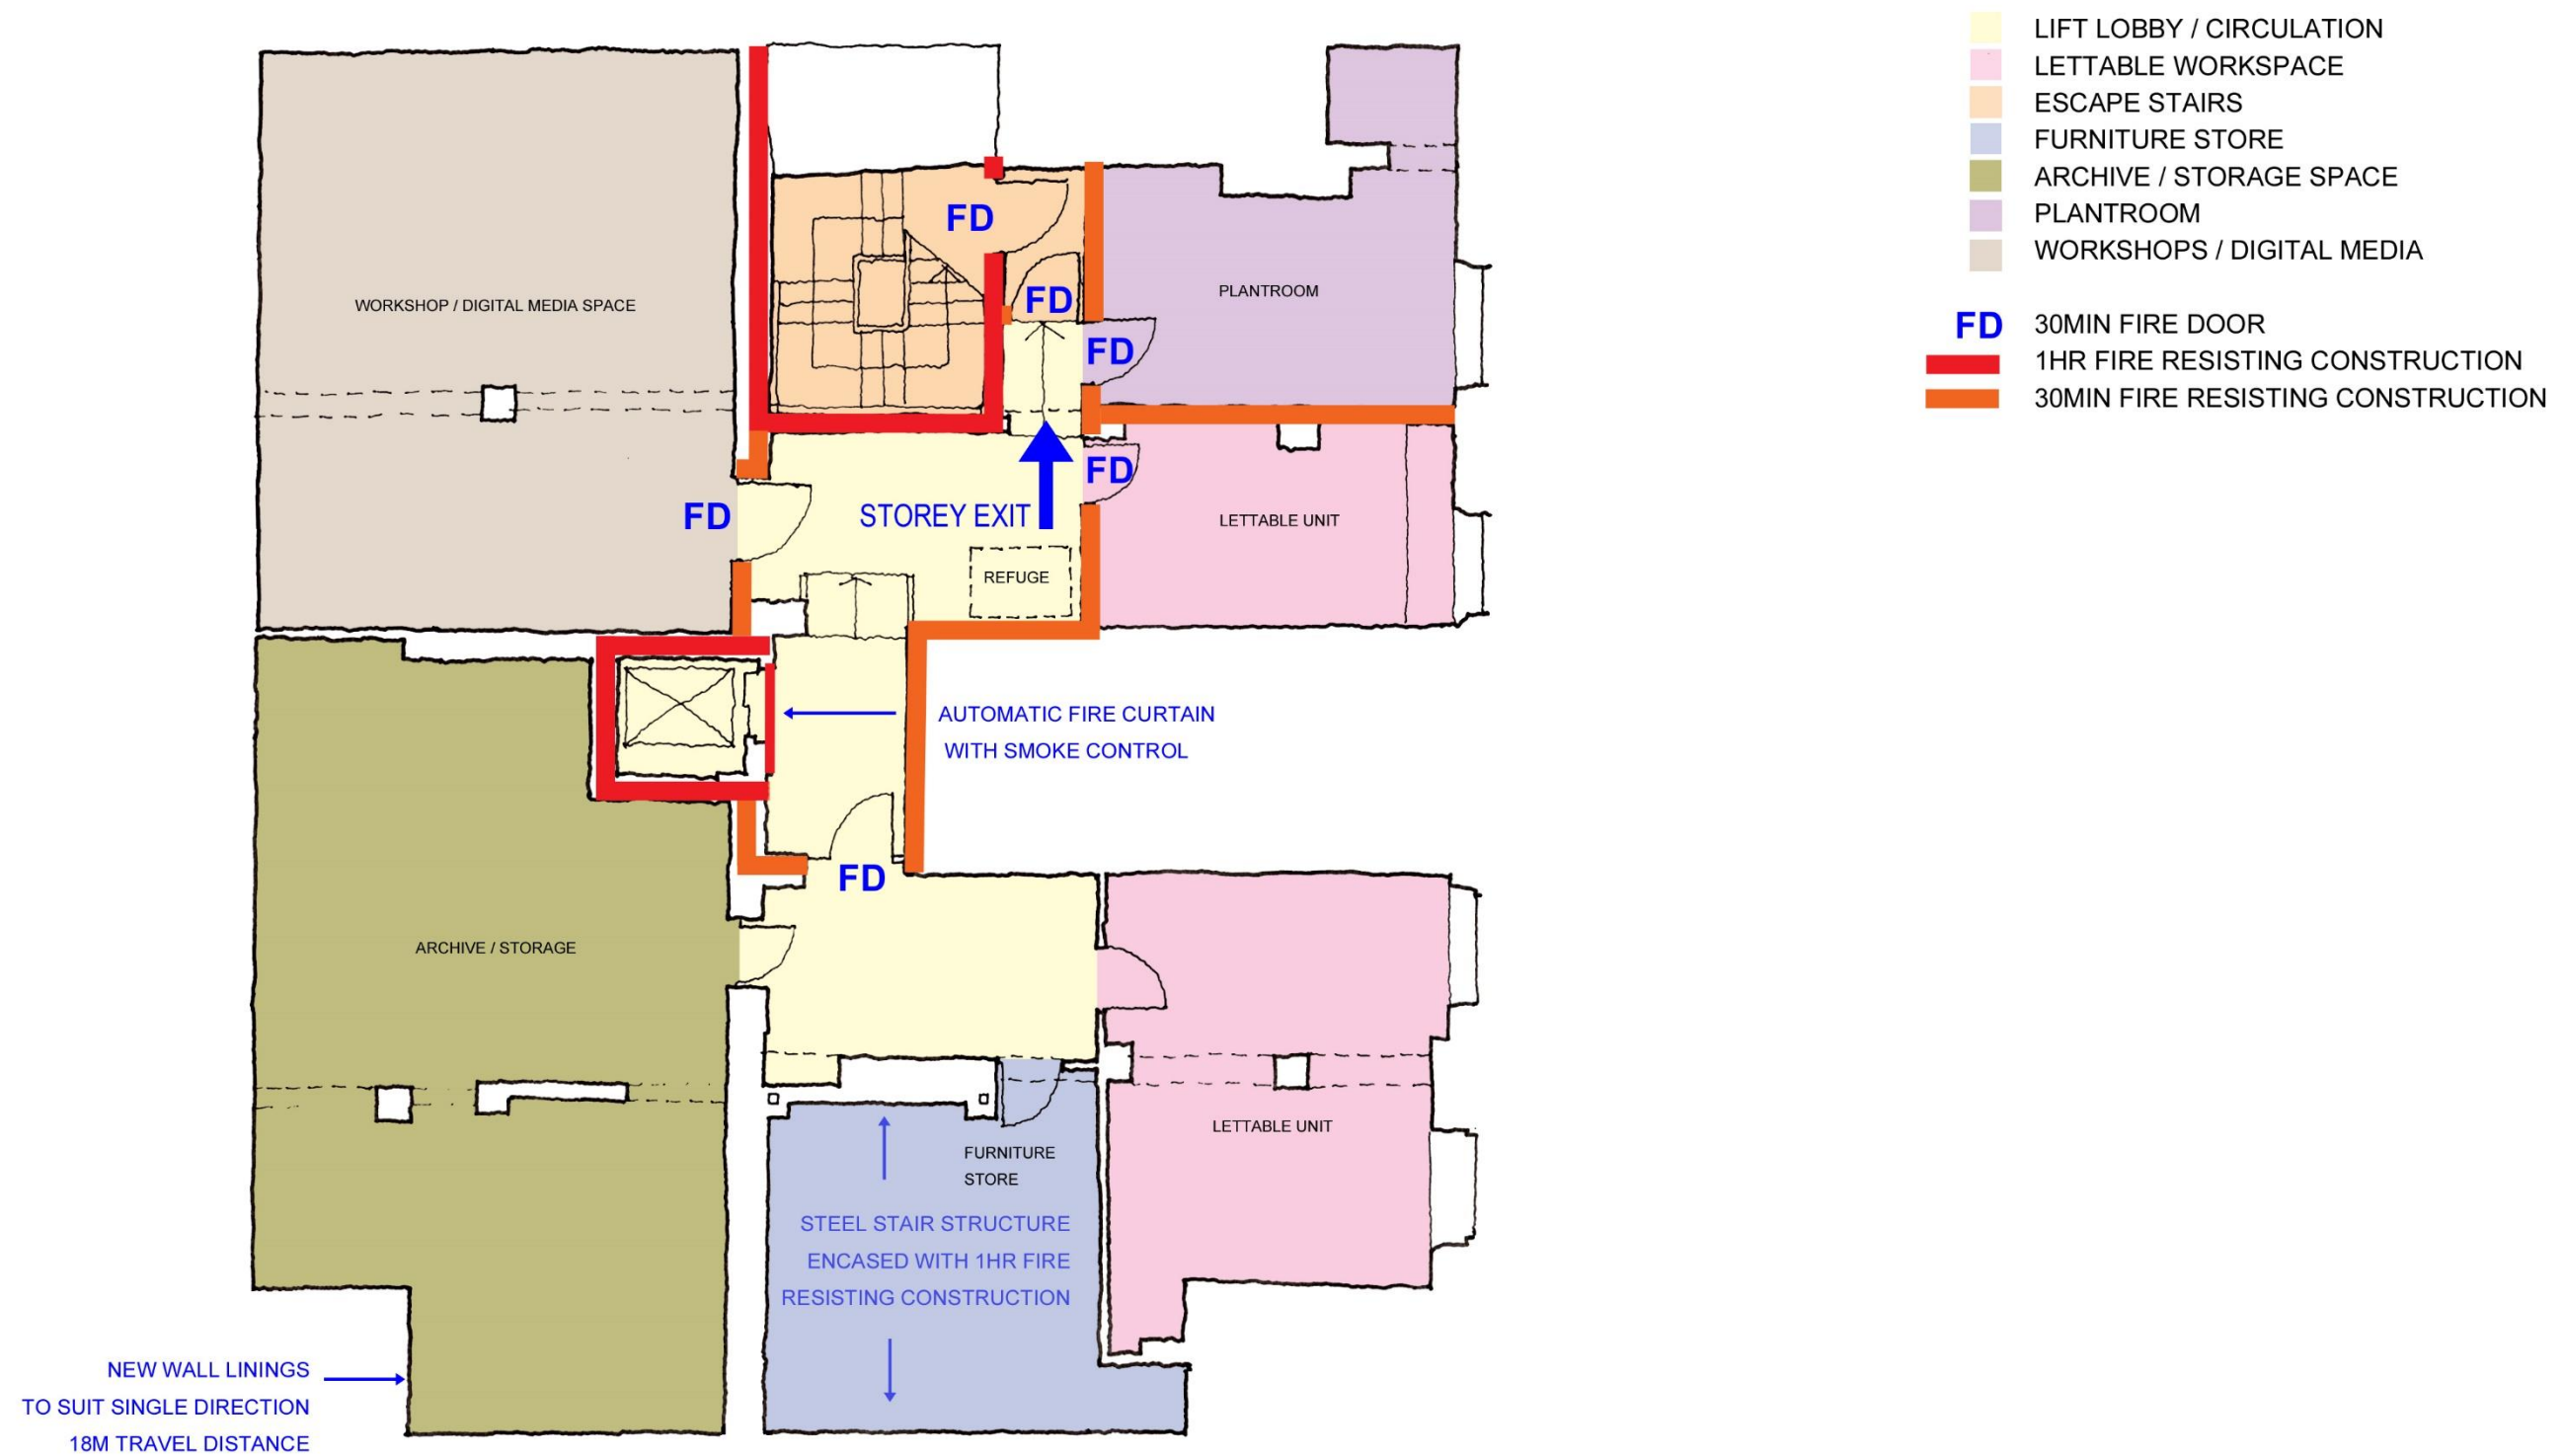 LIFT LOBBY / CIRCULATION
LETTABLE WORKSPACE
ESCAPE STAIRS
FURNITURE STORE
ARCHIVE / STORAGE SPACE
PLANTROOM
WORKSHOPS / DIGITAL MEDIA
FD 30MIN FIRE DOOR
1HR FIRE RESISTING CONSTRUCTION
30MIN FIRE RESISTING CONSTRUCTION
FD
WORKSHOP / DIGITAL MEDIA SPACE
FD
PLANTROOM
FD
FD
FD
STOREY EXIT
LETTABLE UNIT
REFUGE
AUTOMATIC FIRE CURTAIN
WITH SMOKE CONTROL
FD
ARCHIVE / STORAGE
LETTABLE UNIT
FURNITURE
STORE
STEEL STAIR STRUCTURE
ENCASED WITH 1HR FIRE
RESISTING CONSTRUCTION
NEW WALL LININGS
TO SUIT SINGLE DIRECTION
18M TRAVEL DISTANCE